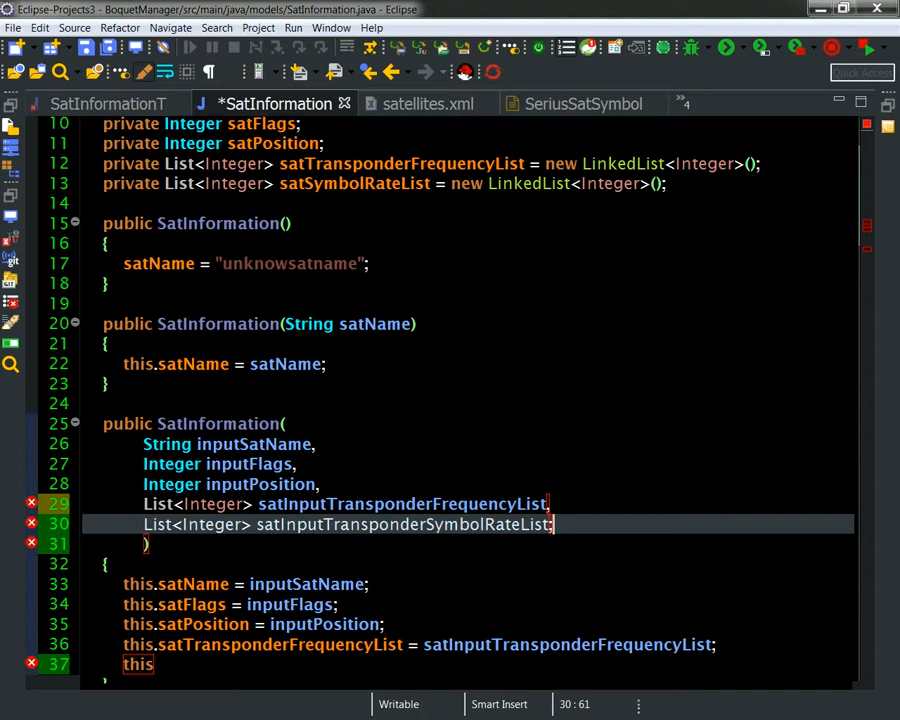 Eclipse-Projects3 - BoquetManager/src/main/java/models/SatInformation.java - Eclipse
File Edit Source Refactor Navigate Search Project Run Window Help
Quick Access
SatInformationT *SatInformation satellites.xml SeriusSatSymbol »4
10 private Integer satFlags;
11 private Integer satPosition;
12 private List<Integer> satTransponderFrequencyList = new LinkedList<Integer>();
13 private List<Integer> satSymbolRateList = new LinkedList<Integer>();
14
15 public SatInformation()
16 {
17 satName = "unknowsatname";
18 }
19
20 public SatInformation(String satName)
21 {
22 this.satName = satName;
23 }
24
25 public SatInformation(
26 String inputSatName,
27 Integer inputFlags,
28 Integer inputPosition,
29 List<Integer> satInputTransponderFrequencyList,
30 List<Integer> satInputTransponderSymbolRateList;
31 )
32 {
33 this.satName = inputSatName;
34 this.satFlags = inputFlags;
35 this.satPosition = inputPosition;
36 this.satTransponderFrequencyList = satInputTransponderFrequencyList;
37 this
}
Writable Smart Insert 30 : 61